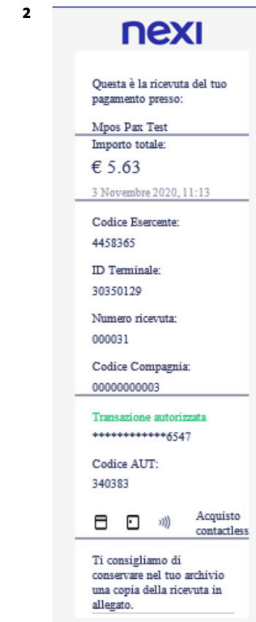 2
nexi
Questa è la ricevuta del tuo
pagamento presso:
Mpos Pax Test
Importo totale:
€ 5.63
3 Novembre 2020, 11:13
Codice Esercente:
4458365
ID Terminale:
30350129
Numero ricevuta:
000031
Codice Compagnia:
00000000003
Transazione autorizzata
************6547
Codice AUT:
340383
Acquisto
contactless
Ti consigliamo di
conservare nel tuo archivio
una copia della ricevuta in
allegato.